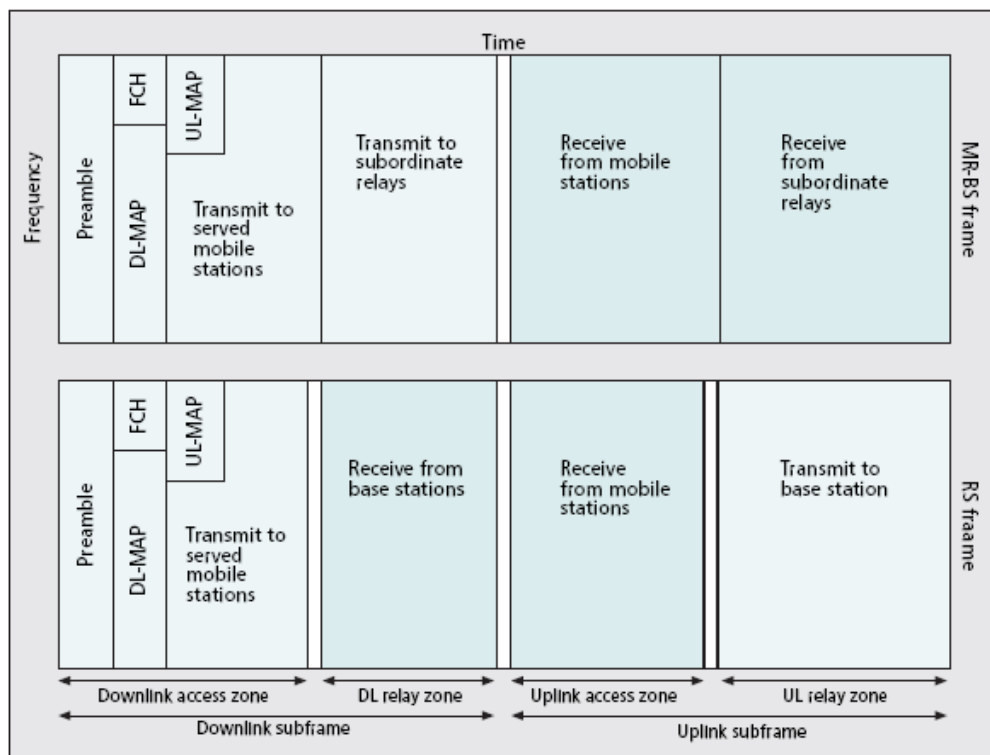 Time
Frequency
Preamble
FCH
DL-MAP
UL-MAP
Transmit to
served
mobile
stations
Transmit to
subordinate
relays
Receive
from mobile
stations
Receive
from
subordinate
relays
MR-BS frame
Preamble
FCH
DL-MAP
UL-MAP
Transmit to
served
mobile
stations
Receive from
base stations
Receive
from mobile
stations
Transmit to
base station
RS fraame
Downlink access zone
DL relay zone
Uplink access zone
UL relay zone
Downlink subframe
Uplink subframe